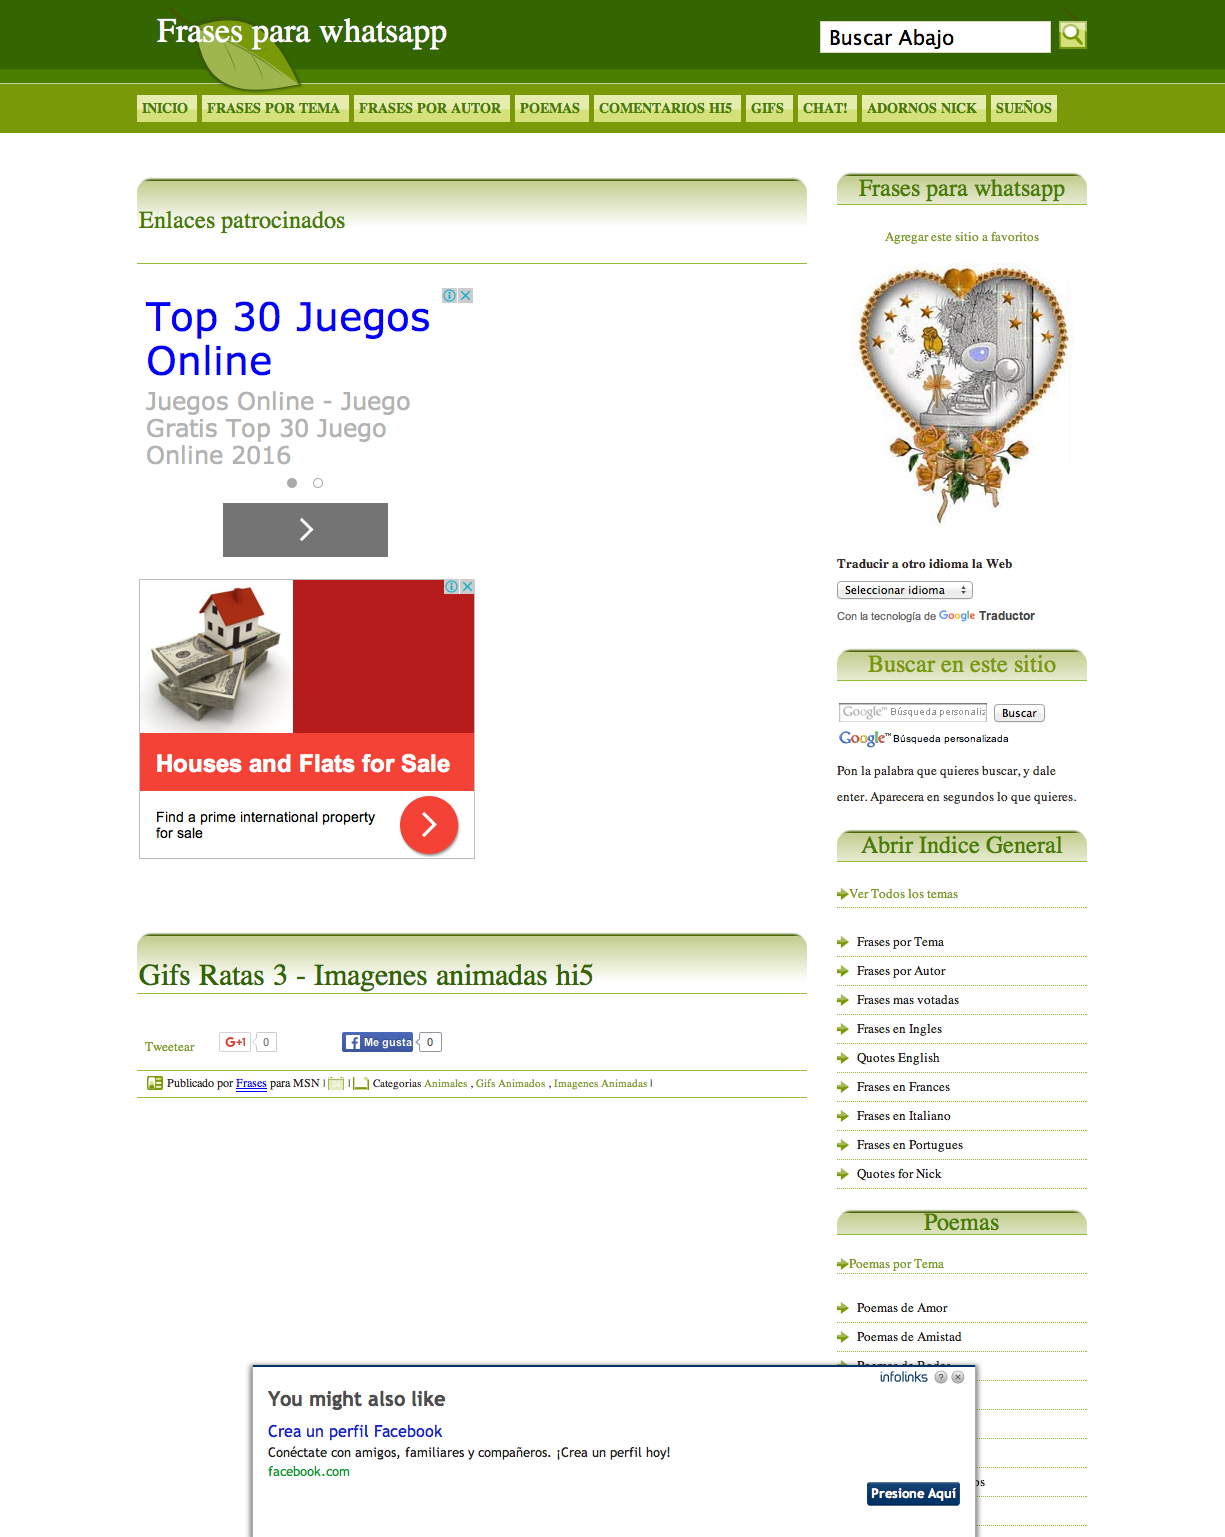 Frases para whatsapp
Buscar Abajo
INICIO
FRASES POR TEMA
FRASES POR AUTOR
POEMAS
COMENTARIOS HI5
GIFS
CHAT!
ADORNOS NICK
SUEÑOS
Enlaces patrocinados
Top 30 Juegos
Online
Juegos Online - Juego
Gratis Top 30 Juego
Online 2016
Houses and Flats for Sale
Find a prime international property
for sale
Gifs Ratas 3 - Imagenes animadas hi5
Tweetear
G+1 0
Me gusta 0
Publicado por Frases para MSN | | Categorias Animales , Gifs Animados , Imagenes Animadas |
Frases para whatsapp
Agregar este sitio a favoritos
Traducir a otro idioma la Web
Seleccionar idioma
Con la tecnología de Google Traductor
Buscar en este sitio
Google™ Búsqueda personaliz
Buscar
Google™ Búsqueda personalizada
Pon la palabra que quieres buscar, y dale
enter. Aparecera en segundos lo que quieres.
Abrir Indice General
Ver Todos los temas
Frases por Tema
Frases por Autor
Frases mas votadas
Frases en Ingles
Quotes English
Frases en Frances
Frases en Italiano
Frases en Portugues
Quotes for Nick
Poemas
Poemas por Tema
Poemas de Amor
Poemas de Amistad
infolinks
You might also like
Crea un perfil Facebook
Conéctate con amigos, familiares y compañeros. ¡Crea un perfil hoy!
facebook.com
Presione Aquí